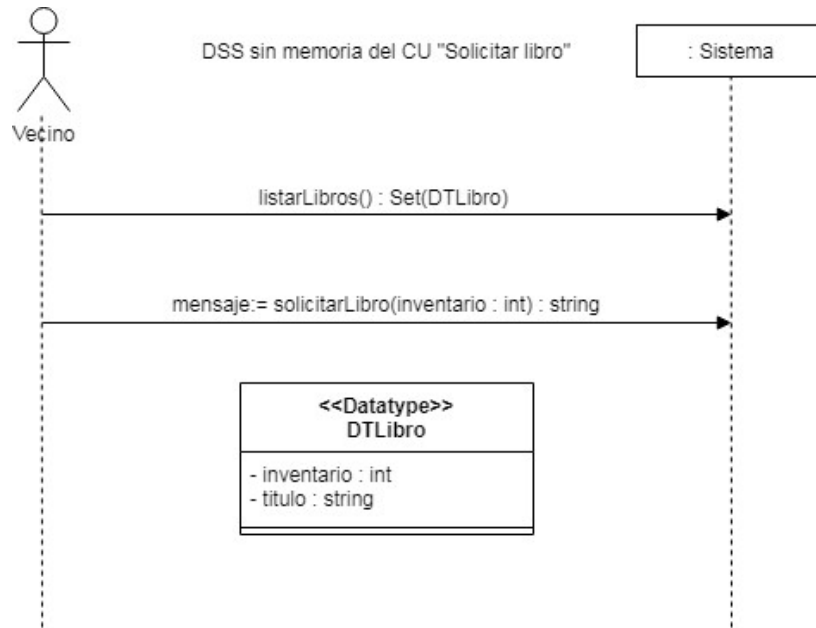 DSS sin memoria del CU "Solicitar libro"
: Sistema
Vecino
listarLibros() : Set(DTLibro)
mensaje:= solicitarLibro(inventario : int) : string
<<Datatype>>
DTLibro
- inventario : int
- titulo : string